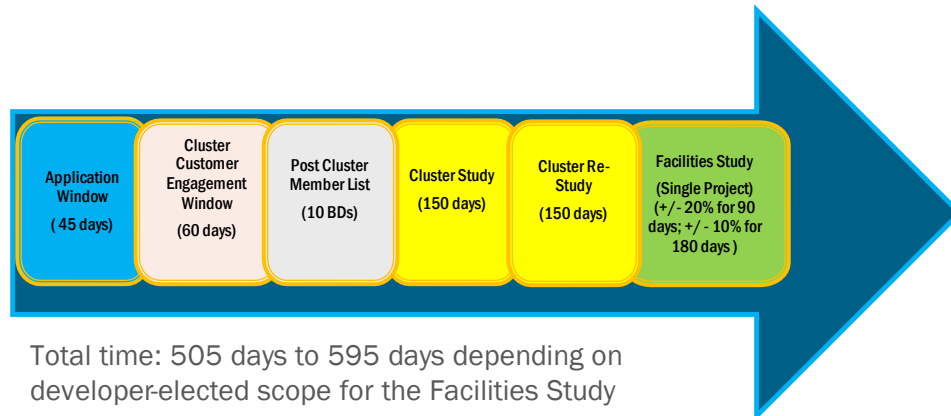 Application
Window
( 45 days)
Cluster
Customer
Engagement
Window
(60 days)
Post Cluster
Member List
(10 BDs)
Cluster Study
(150 days)
Cluster Re-
Study
(150 days)
Facilities Study
(Single Project)
(+/- 20% for 90
days; +/ - 10% for
180 days )
Total time: 505 days to 595 days depending on
developer-elected scope for the Facilities Study